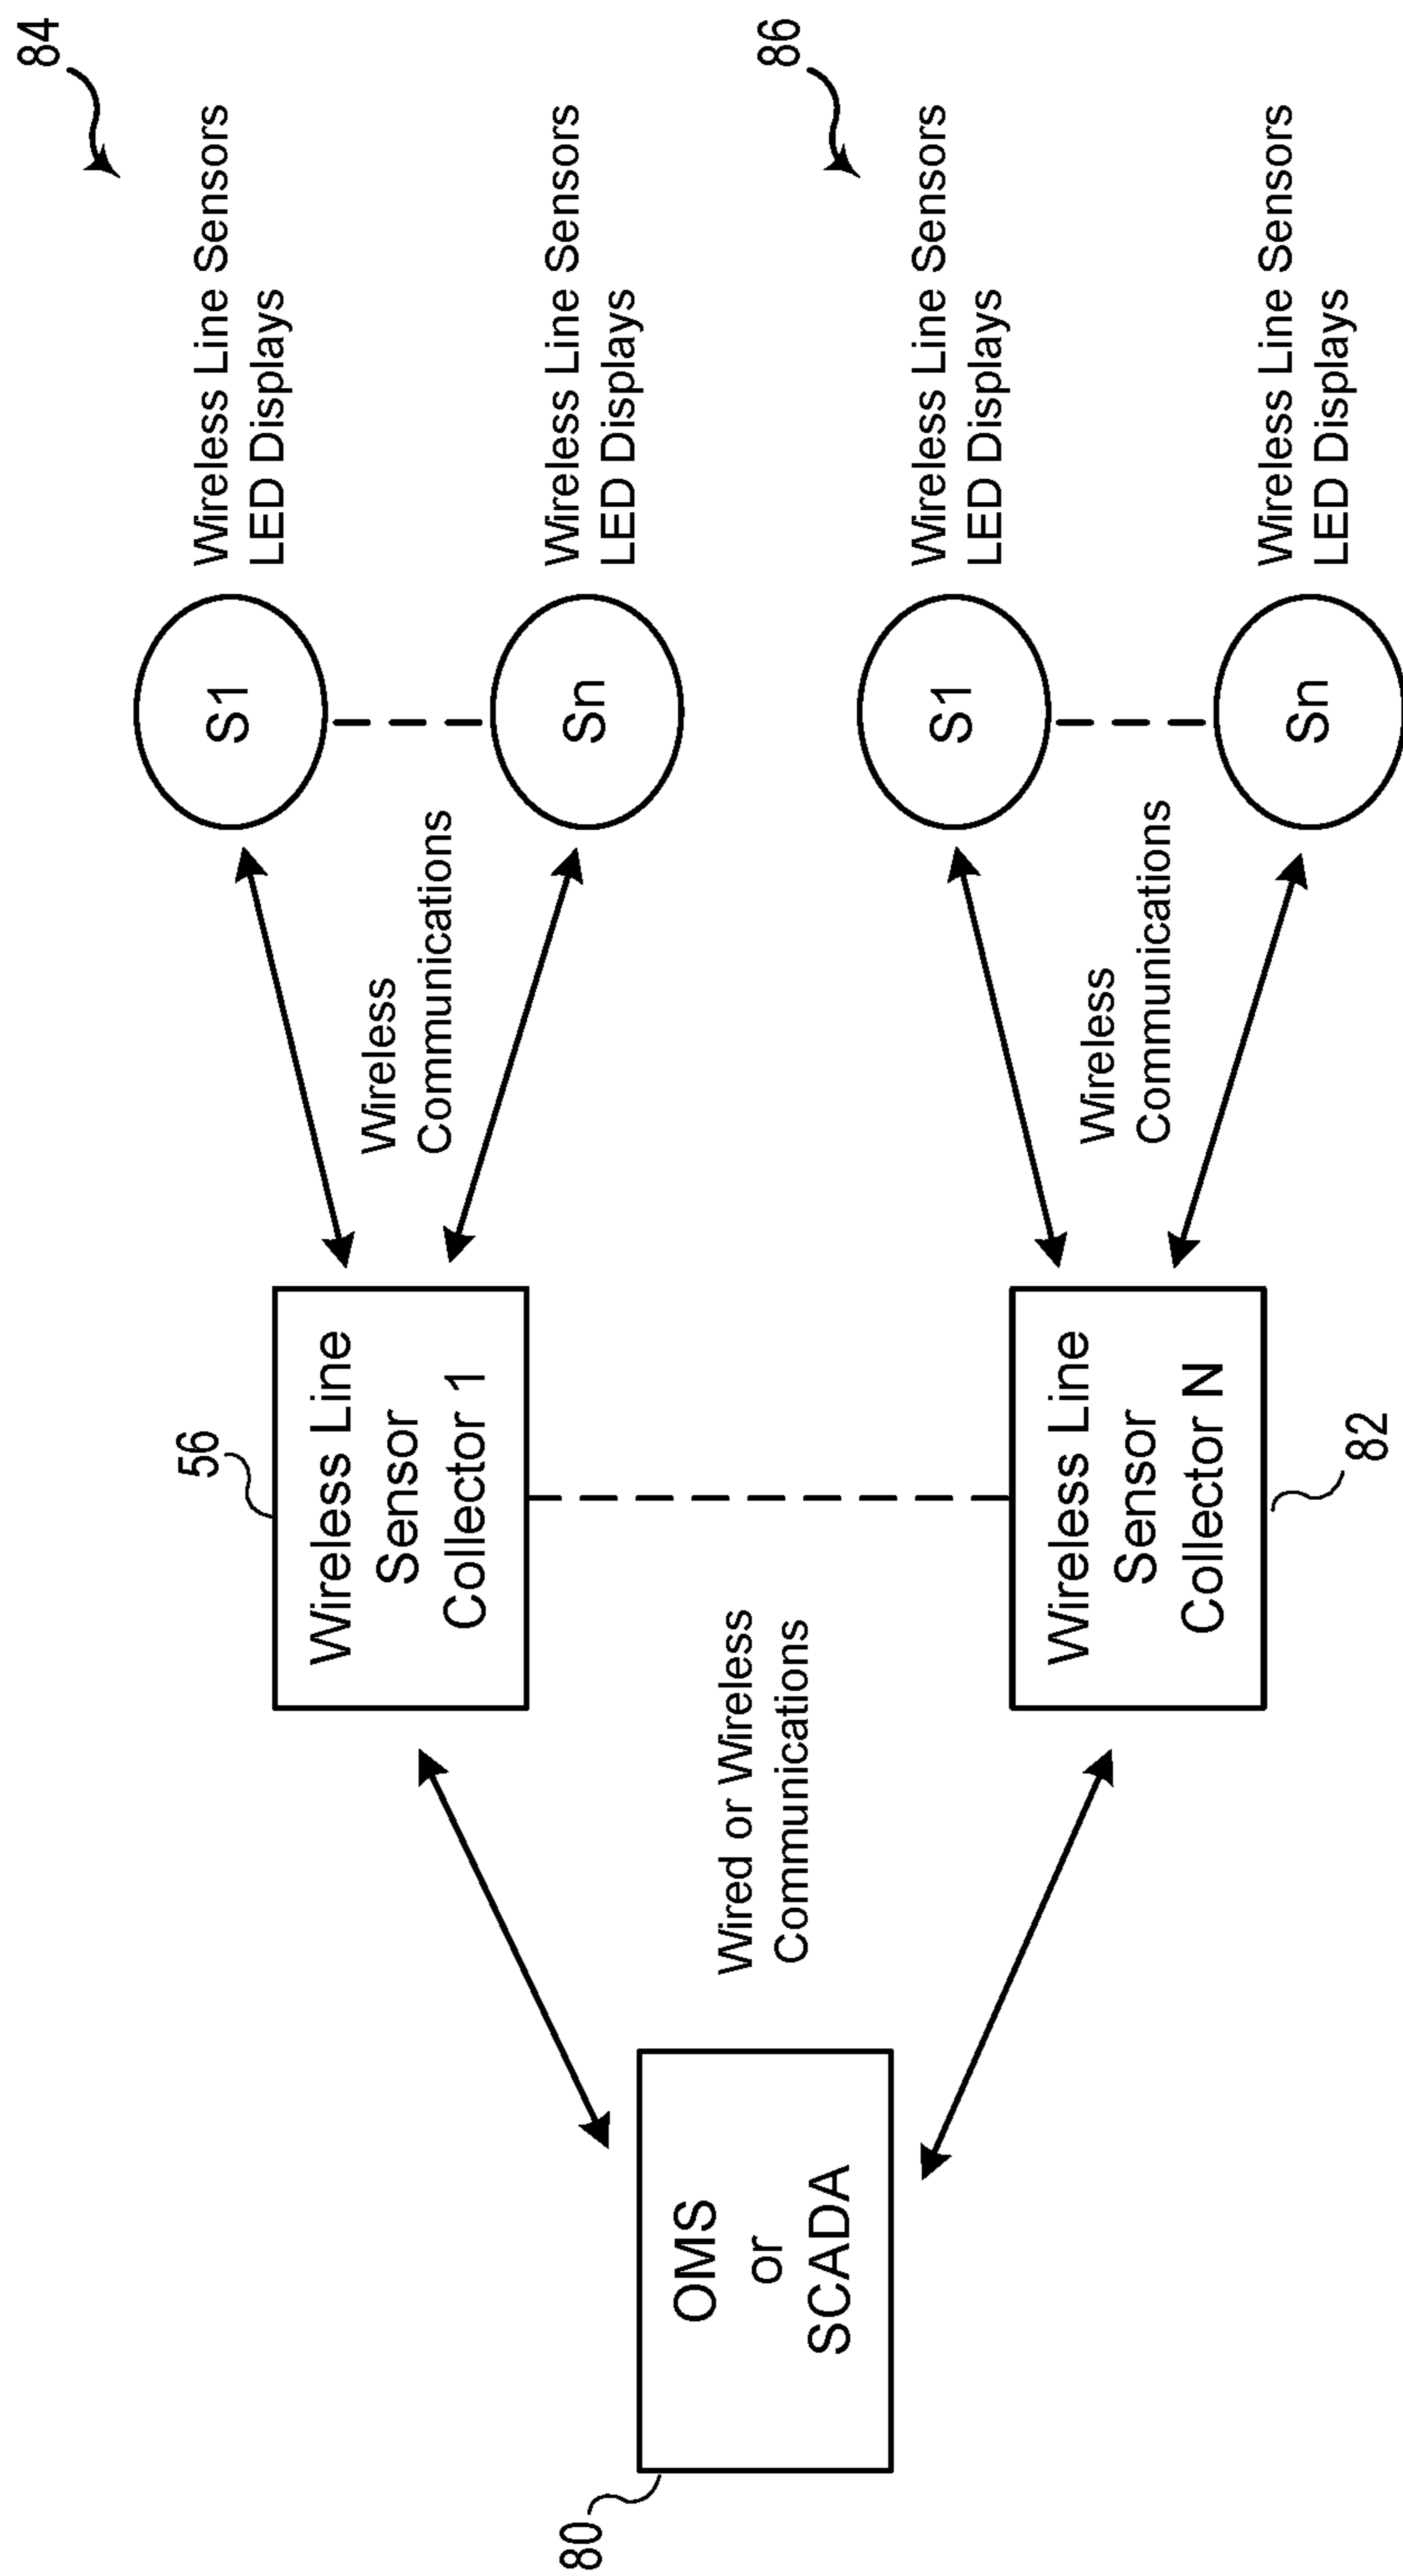 84
Wireless Line Sensors
LED Displays
S1
Wireless
Communications
Sn
Wireless Line Sensors
LED Displays
56
Wireless Line
Sensor
Collector 1
Wired or Wireless
Communications
OMS
or
SCADA
80
86
Wireless Line Sensors
LED Displays
S1
Wireless
Communications
Sn
Wireless Line Sensors
LED Displays
Wireless Line
Sensor
Collector N
82